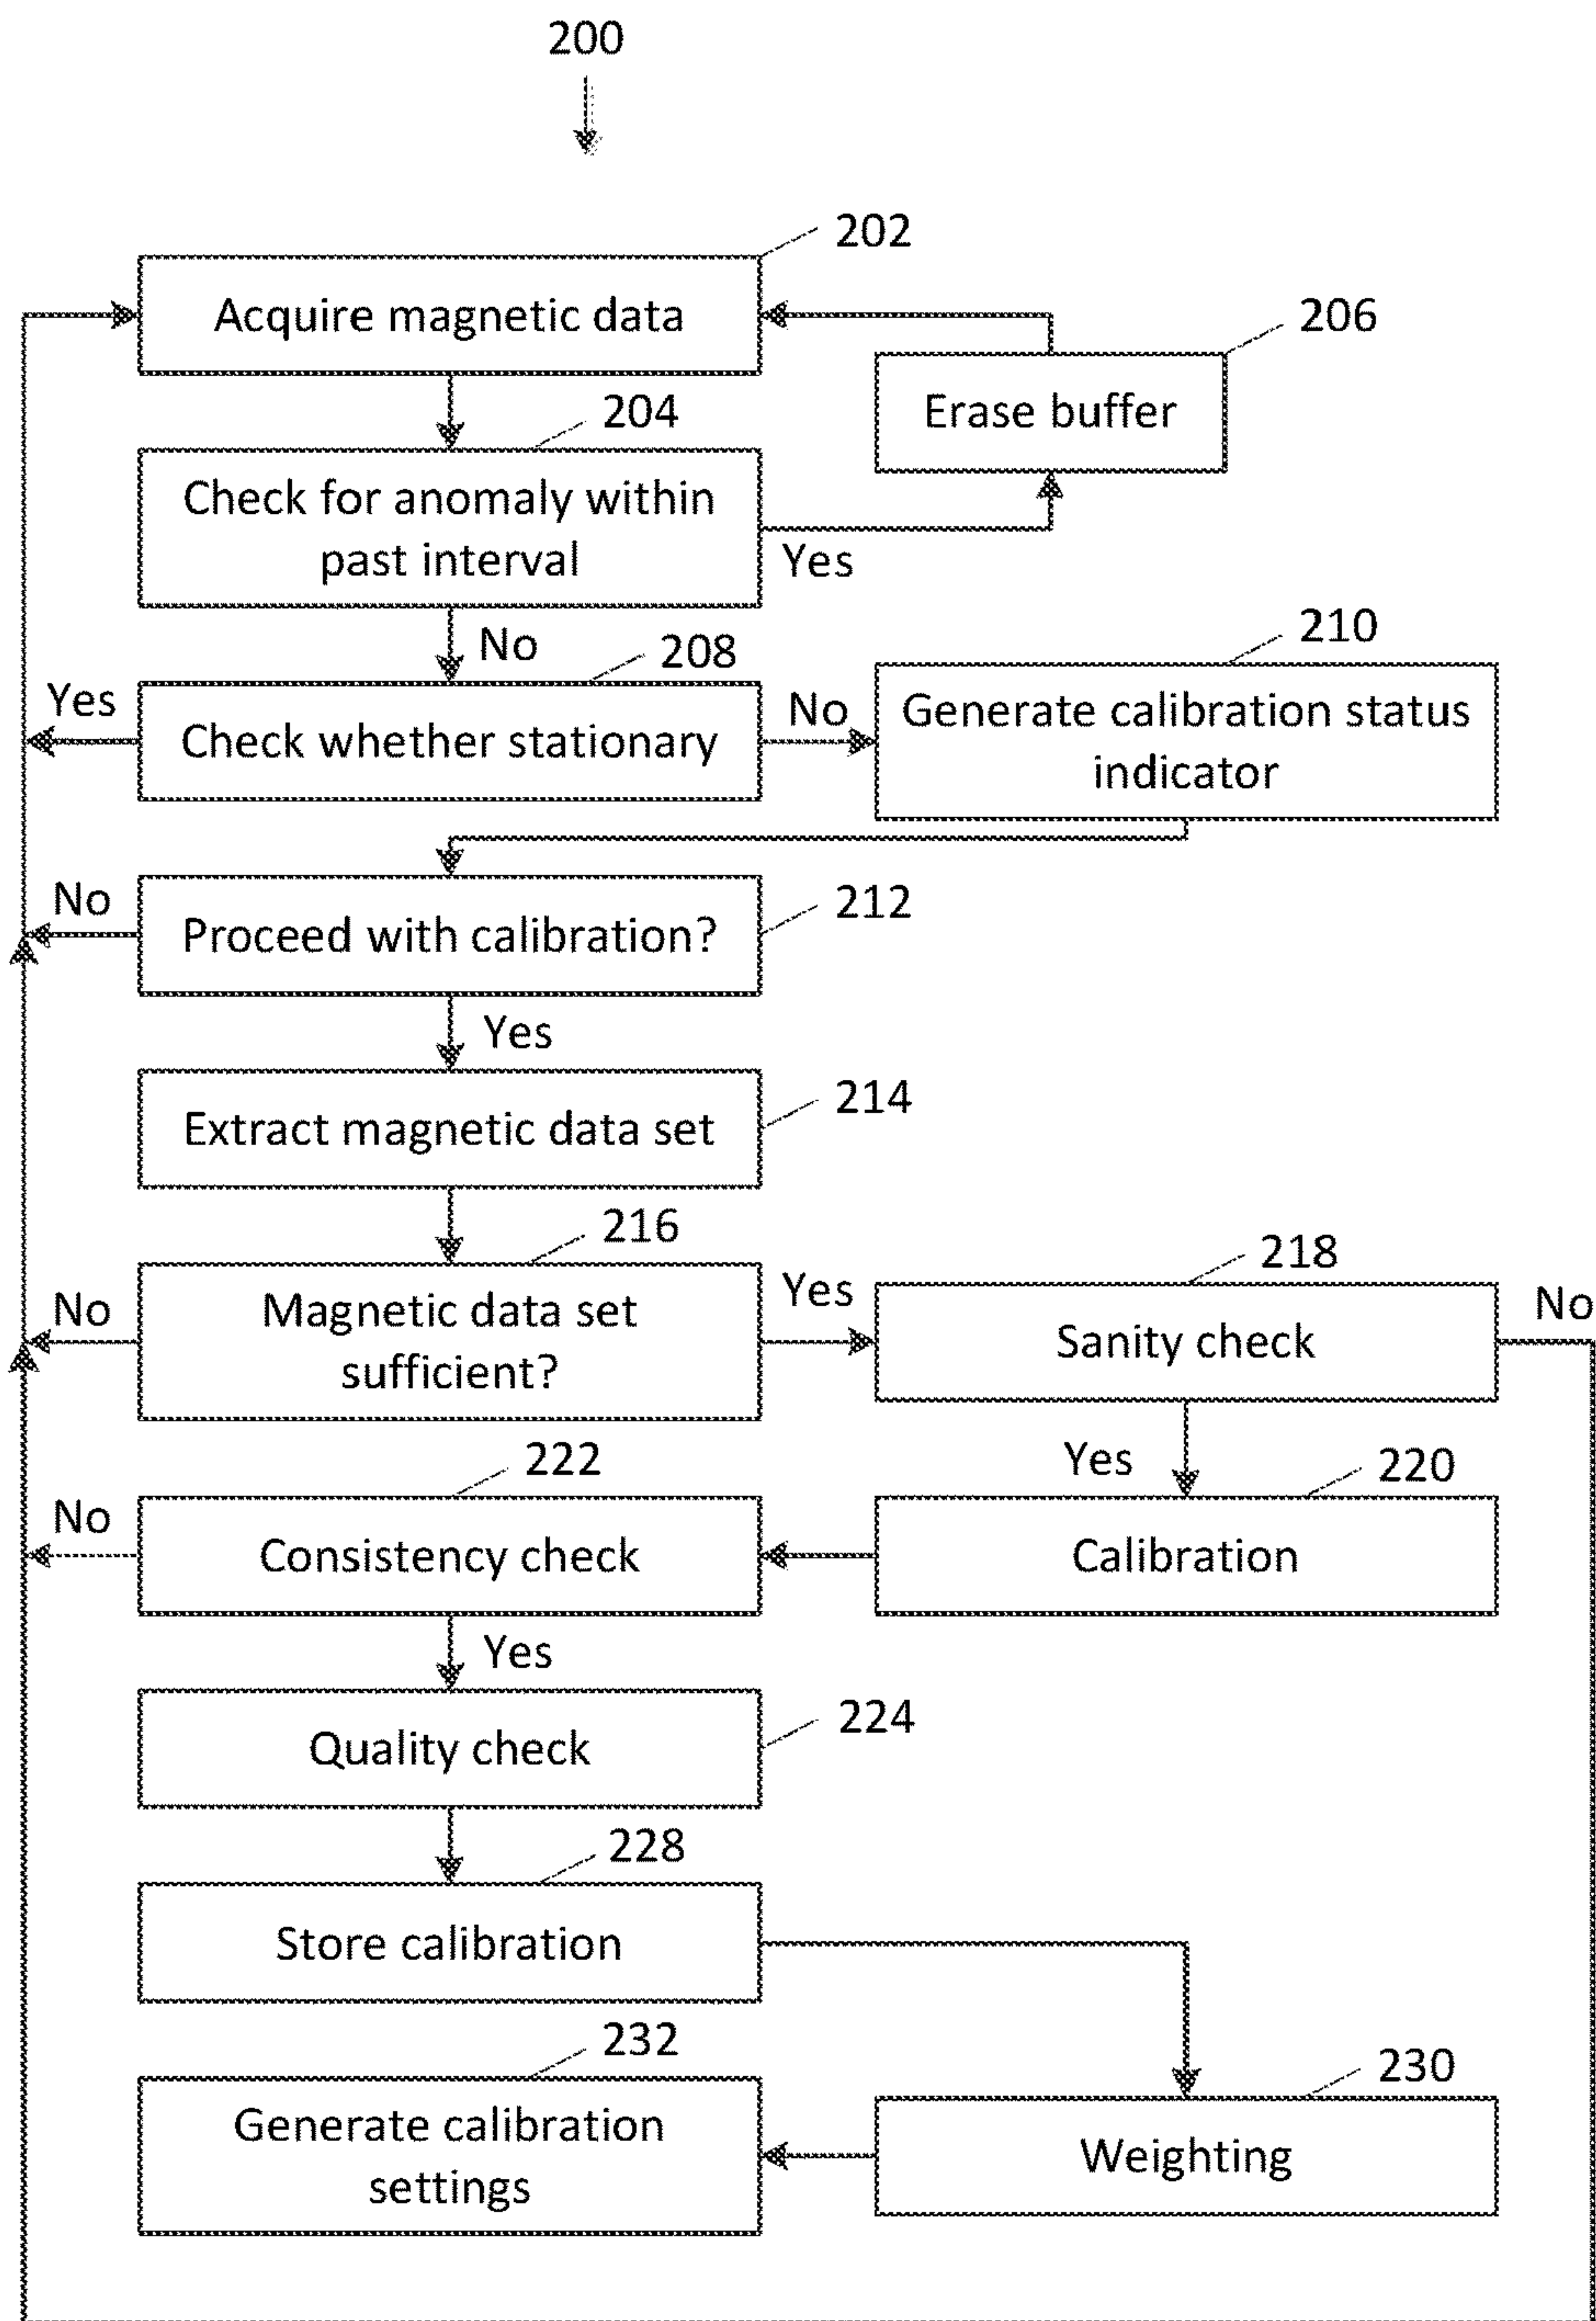 200
202
Acquire magnetic data
206
Erase buffer
204
Check for anomaly within
past interval
Yes
No
208
210
Yes
Check whether stationary
No
Generate calibration status
indicator
No
Proceed with calibration?
212
Yes
Extract magnetic data set
214
216
218
No
Magnetic data set
sufficient?
Yes
Sanity check
No
Yes
222
220
No
Consistency check
Calibration
Yes
Quality check
224
228
Store calibration
232
230
Generate calibration
settings
Weighting